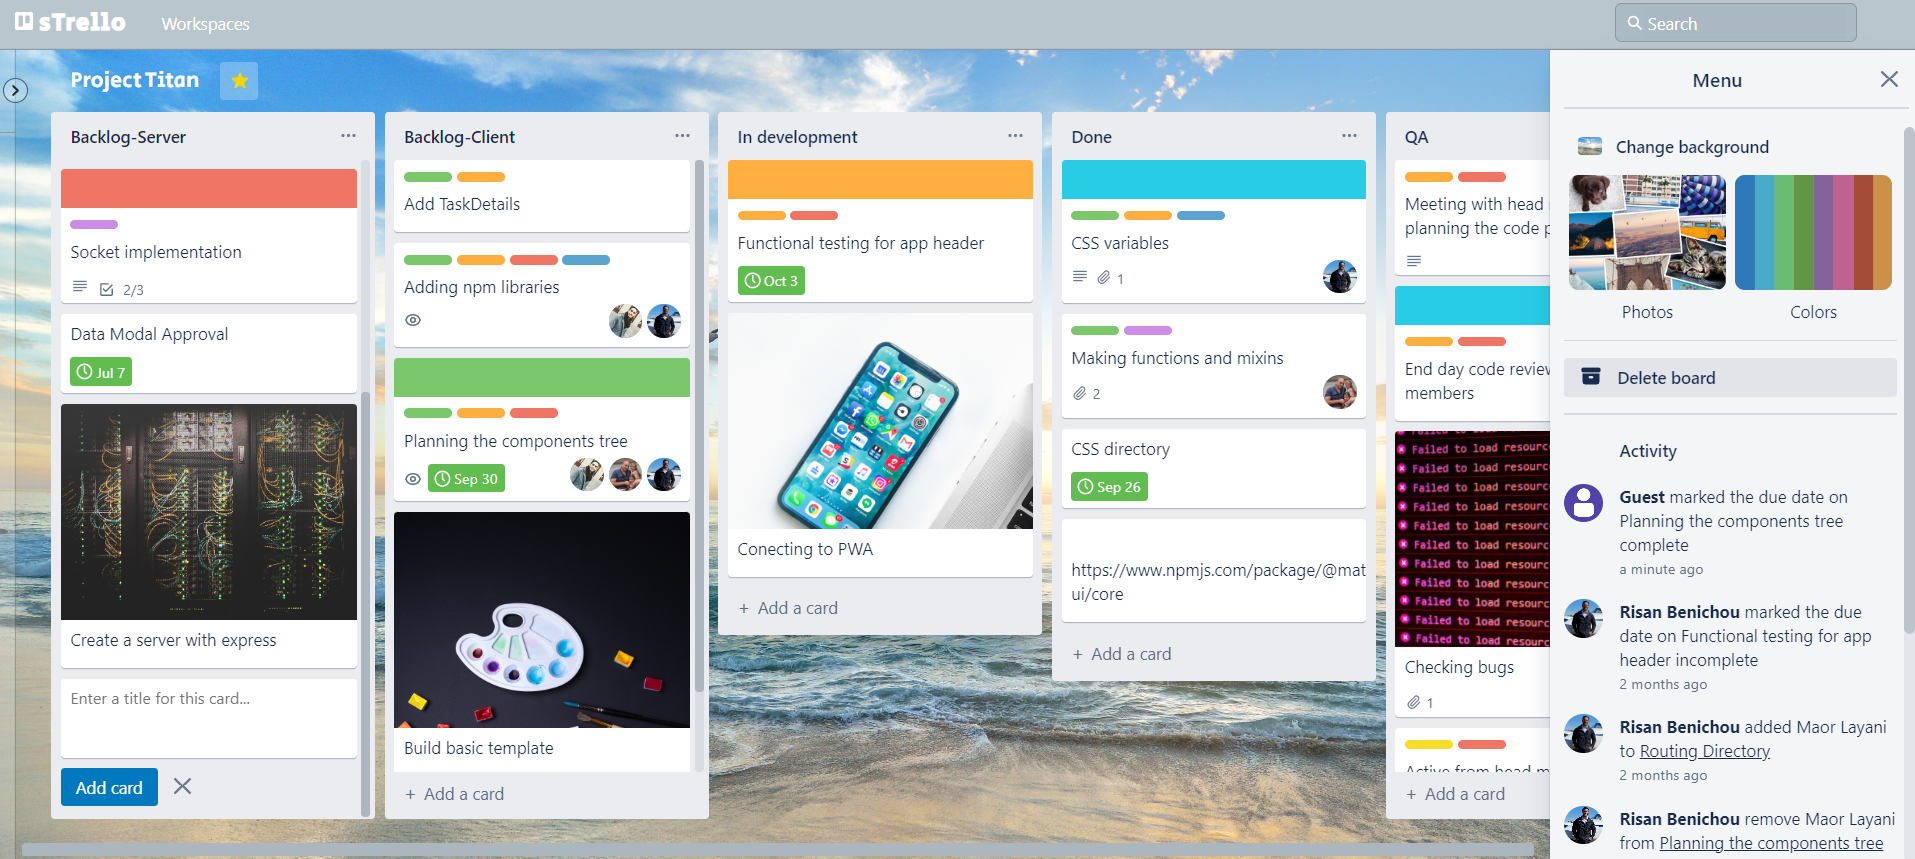 sTrello
Workspaces
Search
Project Titan
Backlog-Server
Socket implementation
2/3
Data Modal Approval
Jul 7
Create a server with express
Enter a title for this card...
Add card
Backlog-Client
Add TaskDetails
Adding npm libraries
Planning the components tree
Sep 30
Build basic template
+ Add a card
In development
Functional testing for app header
Oct 3
Conecting to PWA
+ Add a card
Done
CSS variables
1
Making functions and mixins
2
CSS directory
Sep 26
https://www.npmjs.com/package/@mat
ui/core
+ Add a card
QA
Meeting with head
planning the code
End day code review
members
Failed to load resourc
Failed to load resourc
Failed to load resourc
Failed to load resourc
Failed to load resourc
Failed to load resourc
Failed to load resourc
Failed to load resourc
Failed to load resourc
Failed to load resourc
Failed to load resourc
Checking bugs
1
Active from head
+ Add a card
Menu
Change background
Photos
Colors
Delete board
Activity
Guest marked the due date on
Planning the components tree
complete
a minute ago
Risan Benichou marked the due
date on Functional testing for app
header incomplete
2 months ago
Risan Benichou added Maor Layani
to Routing Directory
2 months ago
Risan Benichou remove Maor Layani
from Planning the components tree